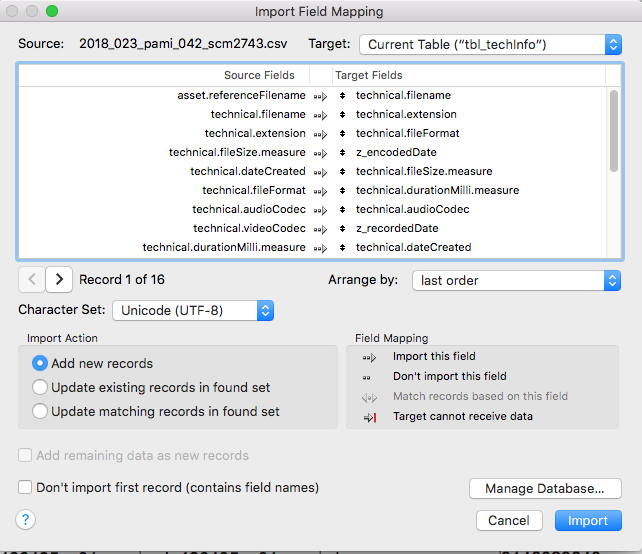 Import Field Mapping
Source: 2018_023_pami_042_scm2743.csv Target: Current Table (“tbl_techInfo”)
Source Fields Target Fields
asset.referenceFilename technical.filename
technical.filename technical.extension
technical.extension technical.fileFormat
technical.fileSize.measure z_encodedDate
technical.dateCreated technical.fileSize.measure
technical.fileFormat technical.durationMilli.measure
technical.audioCodec technical.audioCodec
technical.videoCodec z_recordedDate
technical.durationMilli.measure technical.dateCreated
Record 1 of 16 Arrange by: last order
Character Set: Unicode (UTF-8)
Import Action Field Mapping
Add new records Import this field
Update existing records in found set Don't import this field
Update matching records in found set Match records based on this field
Target cannot receive data
Add remaining data as new records
Don't import first record (contains field names) Manage Database...
? Cancel Import